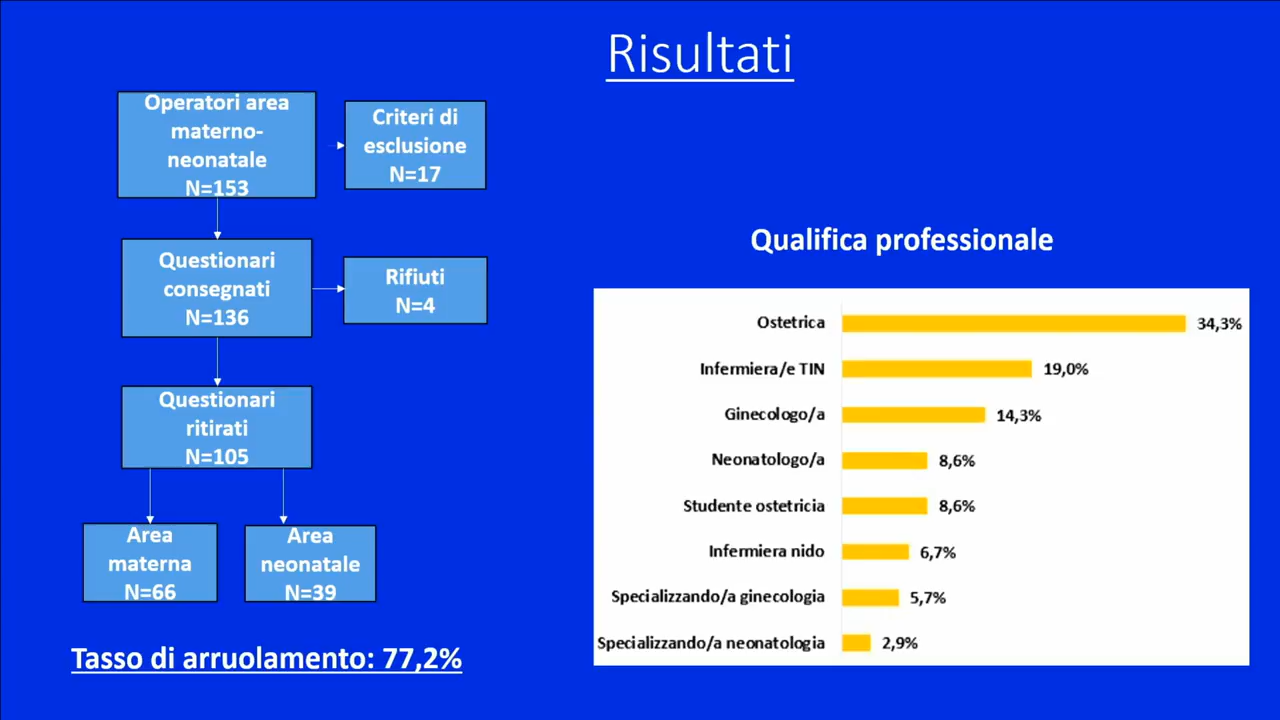 Risultati
Operatori area
materno-
neonatale
N=153
Criteri di
esclusione
N=17
Questionari
consegnati
N=136
Rifiuti
N=4
Questionari
ritirati
N=105
Area
materna
N=66
Area
neonatale
N=39
Tasso di arruolamento: 77,2%
Qualifica professionale
Ostetrica 34,3%
Infermiera/e TIN 19,0%
Ginecologo/a 14,3%
Neonatologo/a 8,6%
Studente ostetricia 8,6%
Infermiera nido 6,7%
Specializzando/a ginecologia 5,7%
Specializzando/a neonatologia 2,9%